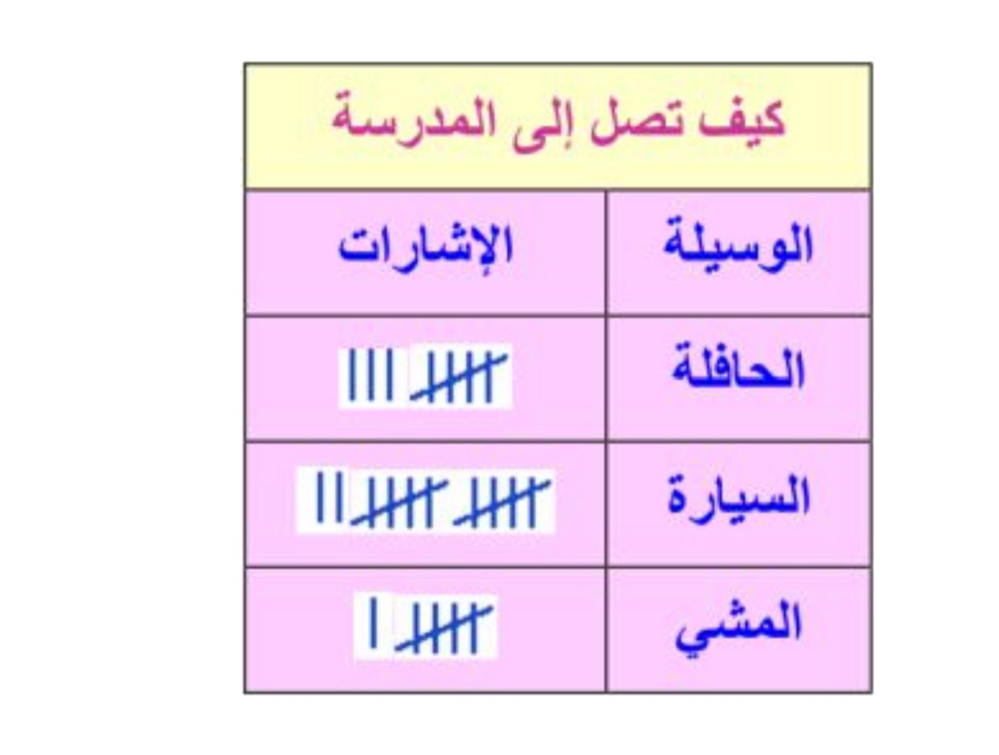 كيف تصل إلى المدرسة
الوسيلة الإشارات
الحافلة
السيارة
المشي